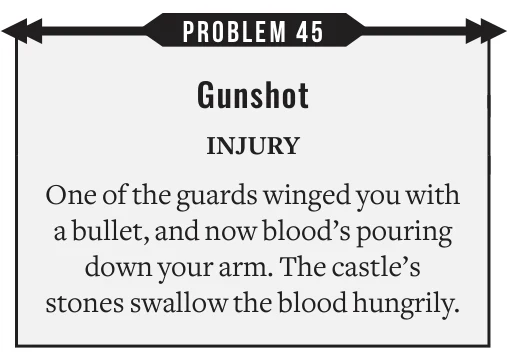 PROBLEM 45
Gunshot
INJURY
One of the guards winged you with
a bullet, and now blood’s pouring
down your arm. The castle’s
stones swallow the blood hungrily.